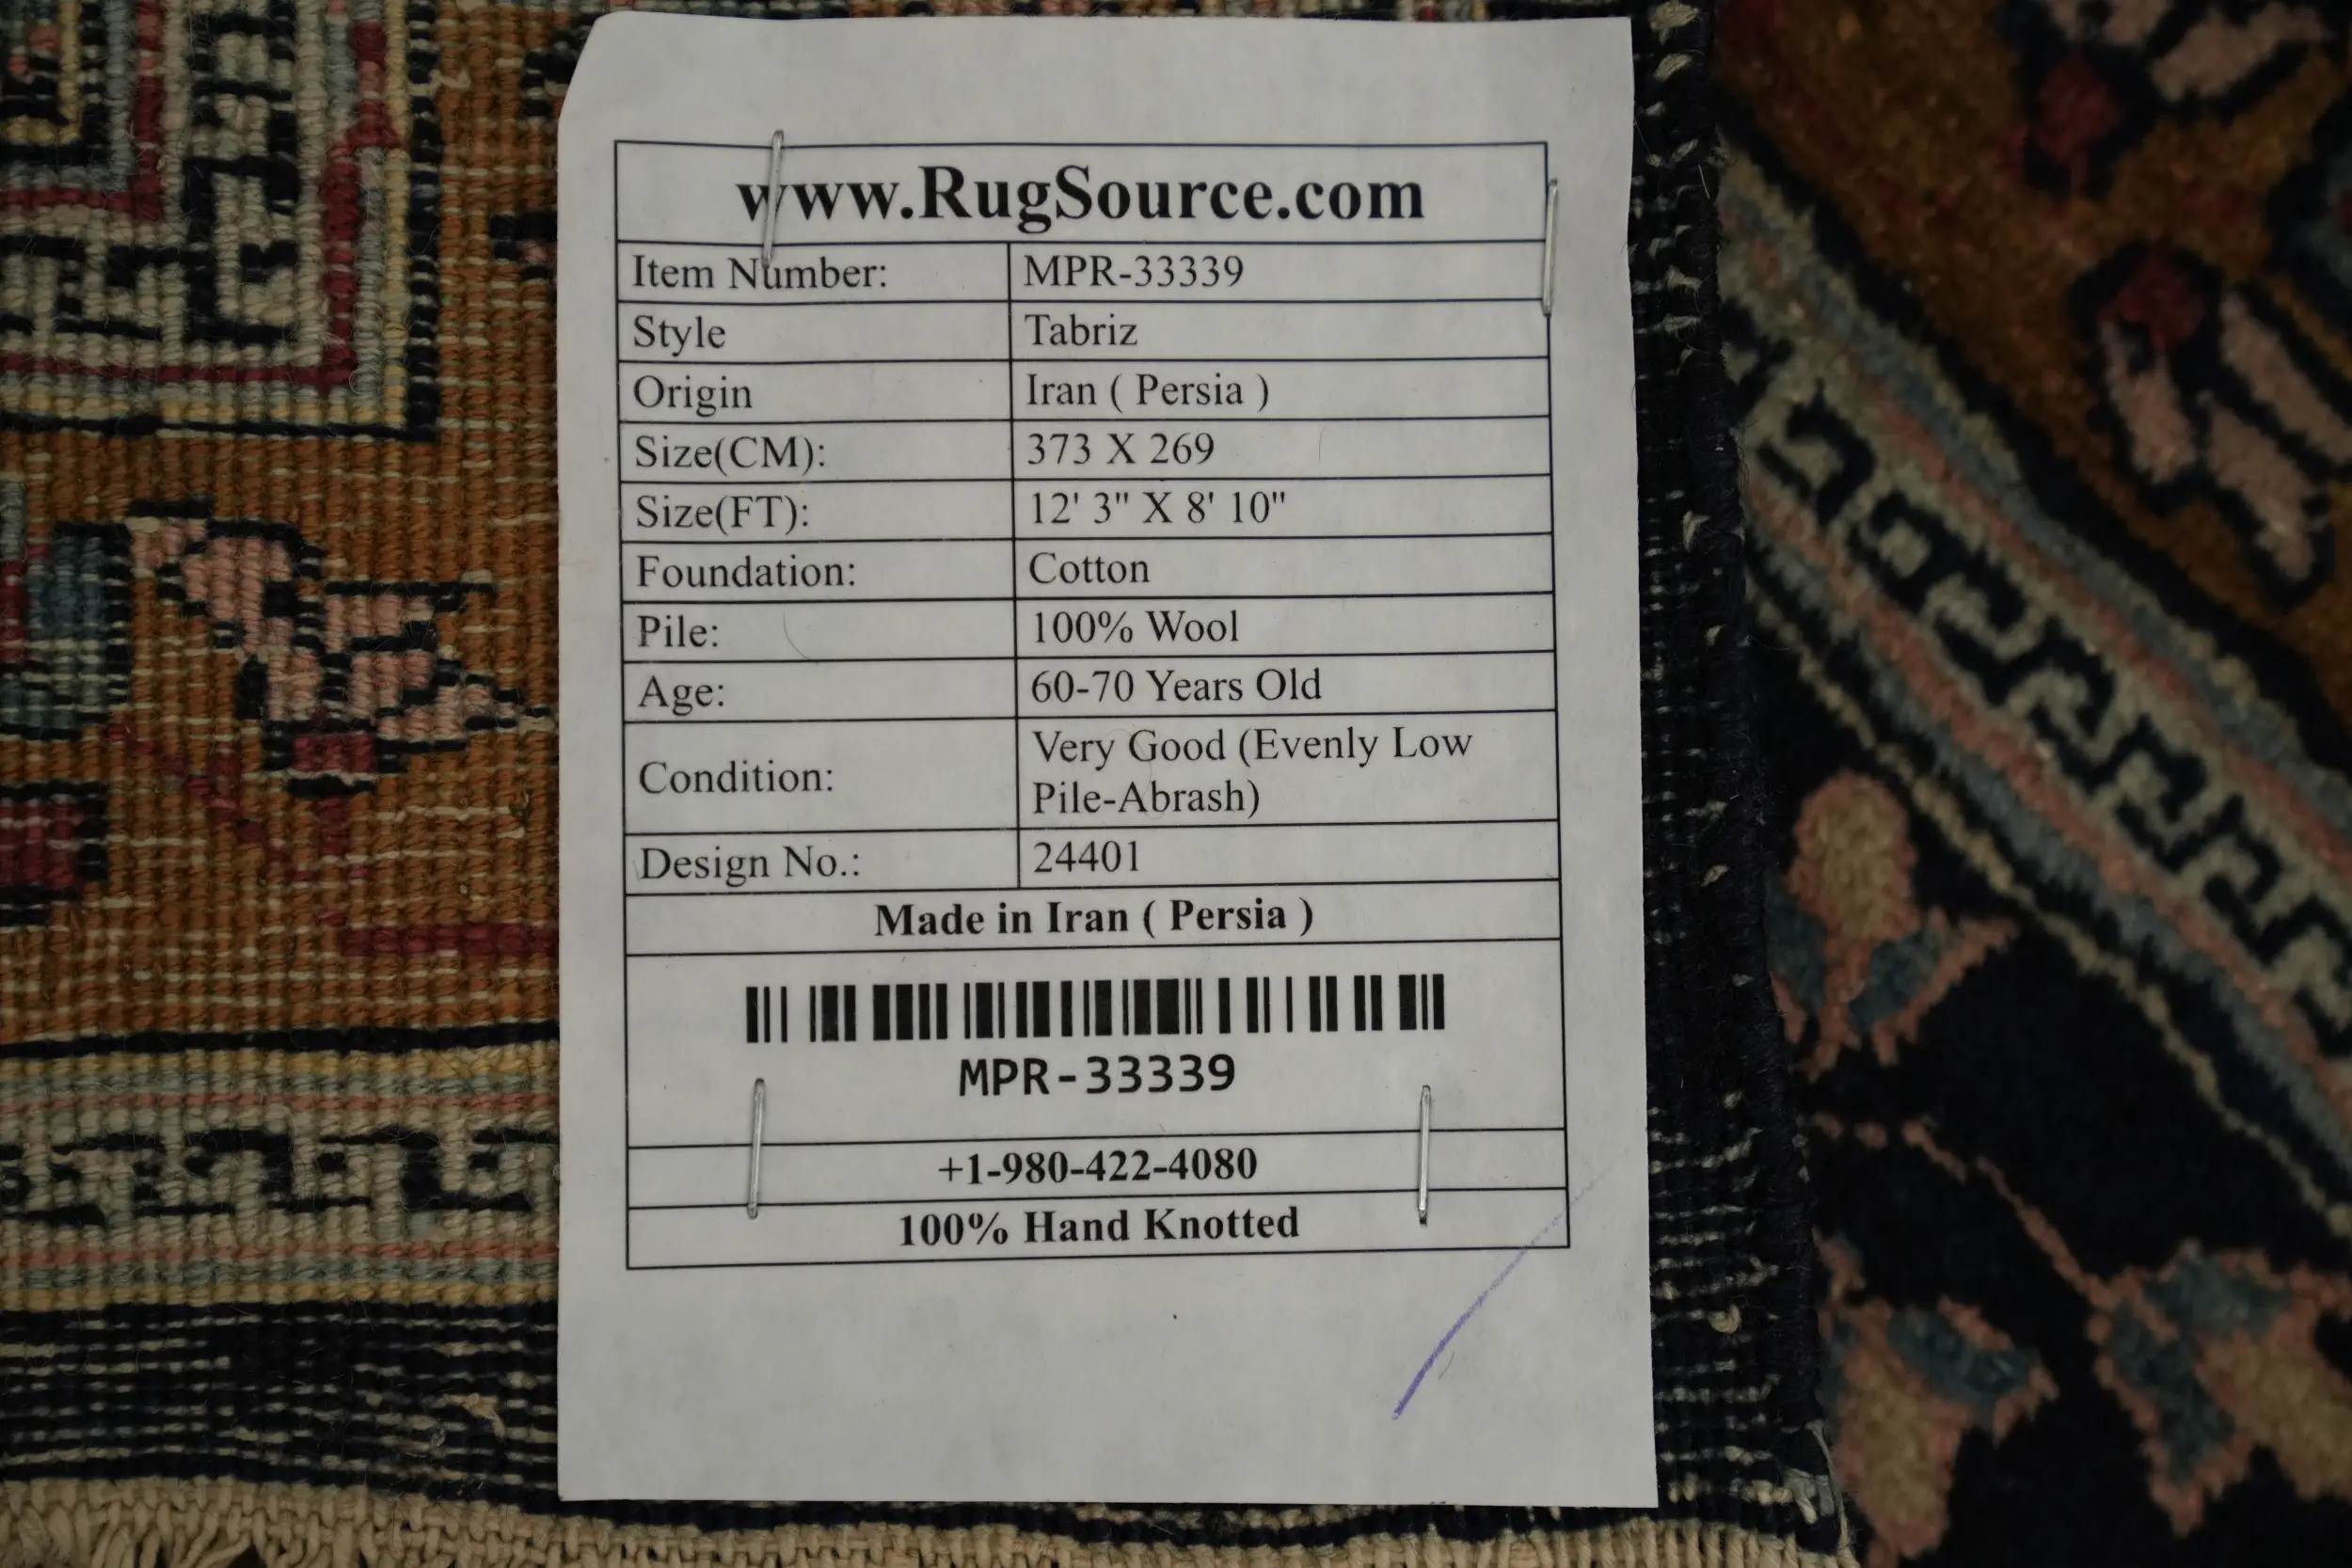 www.RugSource.com
Item Number: MPR-33339
Style Tabriz
Origin Iran ( Persia )
Size(CM): 373 X 269
Size(FT): 12' 3" X 8' 10"
Foundation: Cotton
Pile: 100% Wool
Age: 60-70 Years Old
Condition: Very Good (Evenly Low
Pile-Abrash)
Design No.: 24401
Made in Iran ( Persia )
MPR-33339
+1-980-422-4080
100% Hand Knotted